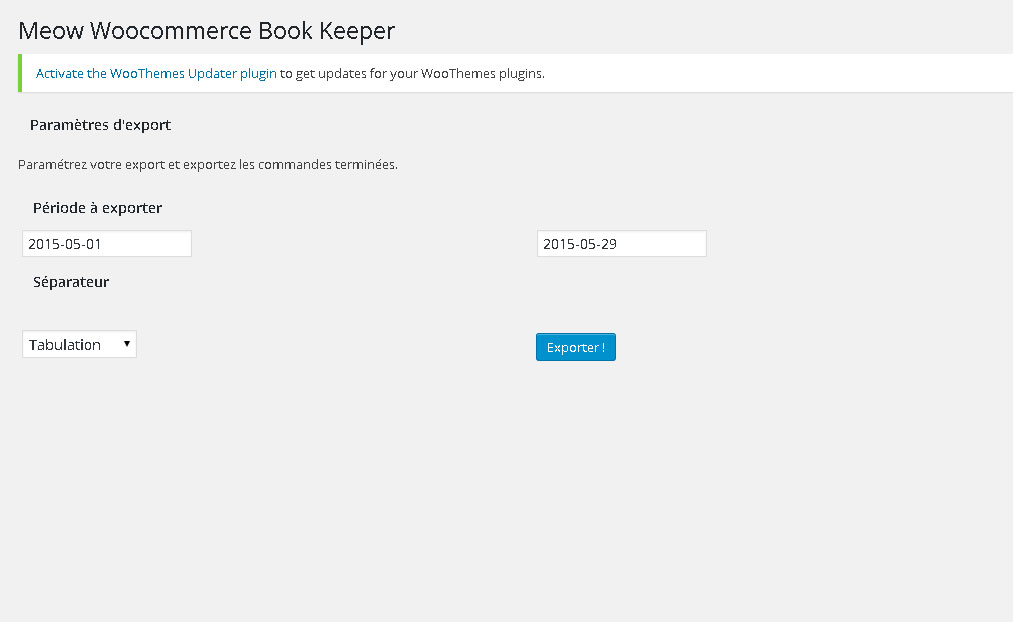 Meow Woocommerce Book Keeper
Activate the WooThemes Updater plugin to get updates for your WooThemes plugins.
Paramètres d'export
Paramétrez votre export et exportez les commandes terminées.
Période à exporter
2015-05-01 2015-05-29
Séparateur
Tabulation Exporter !